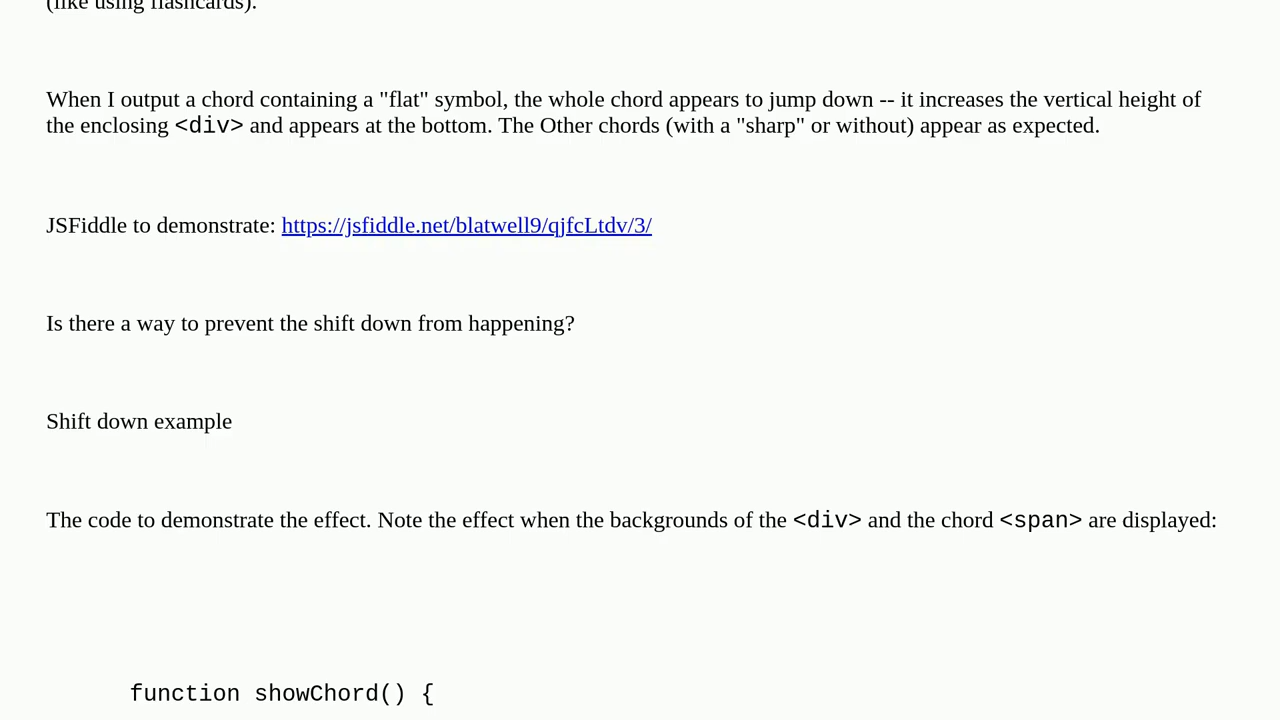 (like using flashcards).
When I output a chord containing a "flat" symbol, the whole chord appears to jump down -- it increases the vertical height of
the enclosing <div> and appears at the bottom. The Other chords (with a "sharp" or without) appear as expected.
JSFiddle to demonstrate: https://jsfiddle.net/blatwell9/qjfcLtdv/3/
Is there a way to prevent the shift down from happening?
Shift down example
The code to demonstrate the effect. Note the effect when the backgrounds of the <div> and the chord <span> are displayed:
function showChord() {